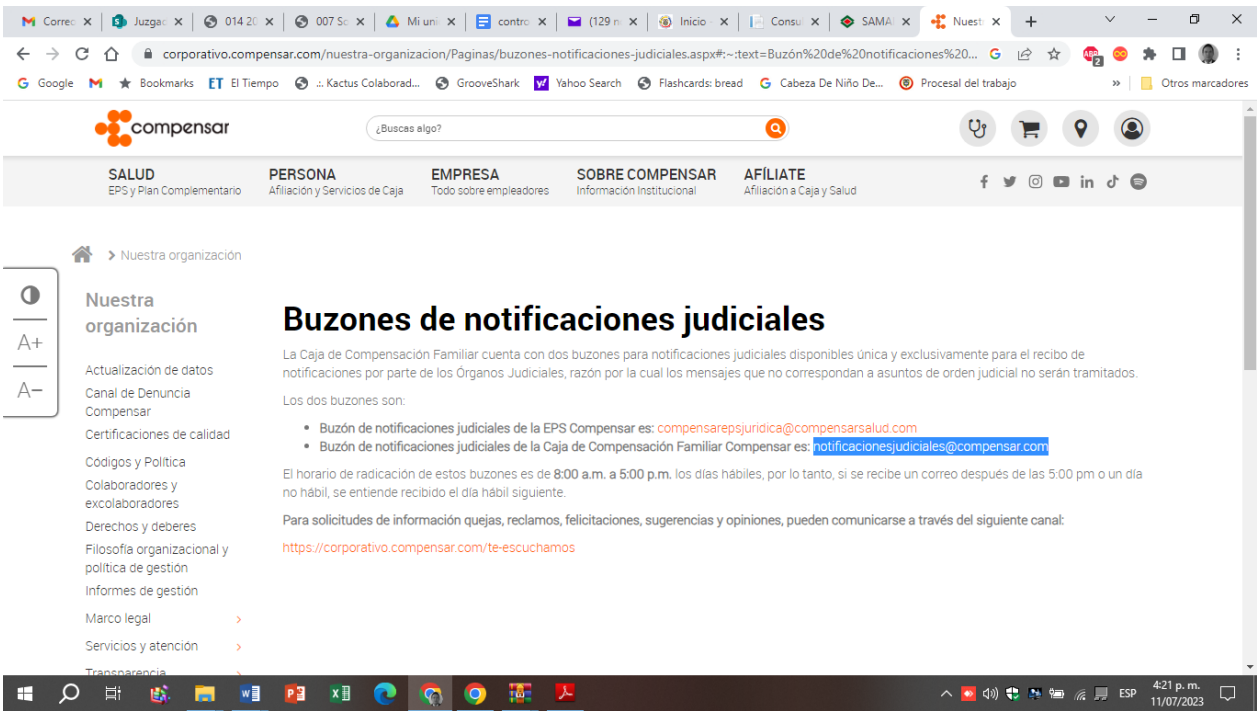 Correo
Juzgac
014 20
007 Sc
Mi uni
contro
(129 n
Inicio -
Consul
SAMAI
Nuestr
corporativo.compensar.com/nuestra-organizacion/Paginas/buzones-notificaciones-judiciales.aspx#:~:text=Buzón%20de%20notificaciones%20...
Google
Bookmarks
ET El Tiempo
.: Kactus Colaborad...
GrooveShark
Yahoo Search
Flashcards: bread
Cabeza De Niño De...
Procesal del trabajo
»
Otros marcadores
compensar
¿Buscas algo?
SALUD
EPS y Plan Complementario
PERSONA
Afiliación y Servicios de Caja
EMPRESA
Todo sobre empleadores
SOBRE COMPENSAR
Información Institucional
AFÍLIATE
Afiliación a Caja y Salud
> Nuestra organización
A+
A−
Nuestra
organización
Actualización de datos
Canal de Denuncia
Compensar
Certificaciones de calidad
Códigos y Política
Colaboradores y
excolaboradores
Derechos y deberes
Filosofía organizacional y
política de gestión
Informes de gestión
Marco legal
Servicios y atención
Transparencia
Buzones de notificaciones judiciales
La Caja de Compensación Familiar cuenta con dos buzones para notificaciones judiciales disponibles única y exclusivamente para el recibo de
notificaciones por parte de los Órganos Judiciales, razón por la cual los mensajes que no correspondan a asuntos de orden judicial no serán tramitados.
Los dos buzones son:
• Buzón de notificaciones judiciales de la EPS Compensar es: compensarepsjuridica@compensarsalud.com
• Buzón de notificaciones judiciales de la Caja de Compensación Familiar Compensar es: notificacionesjudiciales@compensar.com
El horario de radicación de estos buzones es de 8:00 a.m. a 5:00 p.m. los días hábiles, por lo tanto, si se recibe un correo después de las 5:00 pm o un día
no hábil, se entiende recibido el día hábil siguiente.
Para solicitudes de información quejas, reclamos, felicitaciones, sugerencias y opiniones, pueden comunicarse a través del siguiente canal:
https://corporativo.compensar.com/te-escuchamos
ESP
4:21 p. m.
11/07/2023